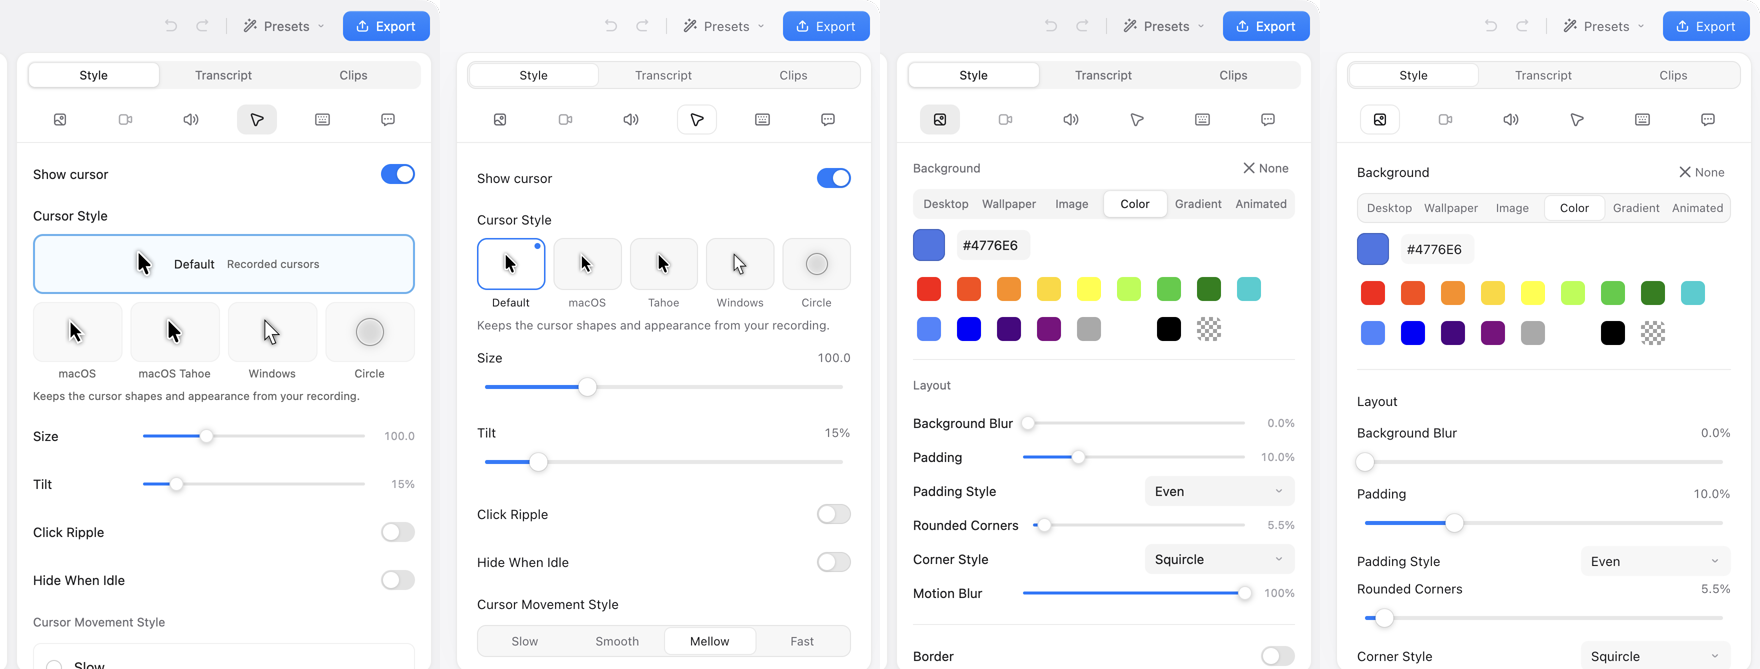 Presets
Export
Style
Transcript
Clips
Show cursor
Cursor Style
Default Recorded cursors
macOS
macOS Tahoe
Windows
Circle
Keeps the cursor shapes and appearance from your recording.
Size 100.0
Tilt 15%
Click Ripple
Hide When Idle
Cursor Movement Style
Slow
Presets
Export
Style
Transcript
Clips
Show cursor
Cursor Style
Default
macOS
Tahoe
Windows
Circle
Keeps the cursor shapes and appearance from your recording.
Size 100.0
Tilt 15%
Click Ripple
Hide When Idle
Cursor Movement Style
Slow
Smooth
Mellow
Fast
Presets
Export
Style
Transcript
Clips
Background
None
Desktop
Wallpaper
Image
Color
Gradient
Animated
#4776E6
Layout
Background Blur 0.0%
Padding 10.0%
Padding Style Even
Rounded Corners 5.5%
Corner Style Squircle
Motion Blur 100%
Border
Presets
Export
Style
Transcript
Clips
Background
None
Desktop
Wallpaper
Image
Color
Gradient
Animated
#4776E6
Layout
Background Blur 0.0%
Padding 10.0%
Padding Style Even
Rounded Corners 5.5%
Corner Style Squircle